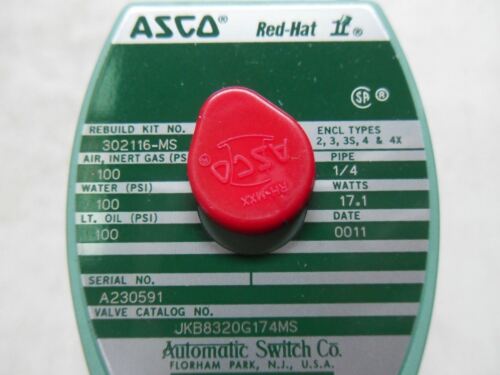 ASCO® Red-Hat II®
SA ®
REBUILD KIT NO. ENCL TYPES
302116-MS 2, 3, 3S, 4 & 4X
AIR, INERT GAS (PS PIPE
100 1/4
WATER (PSI) WATTS
100 17.1
LT. OIL (PSI) DATE
100 0011
ASCO®
SERIAL NO.
A230591
VALVE CATALOG NO.
JKB8320G174MS
Automatic Switch Co.
FLORHAM PARK, N.J., U.S.A.